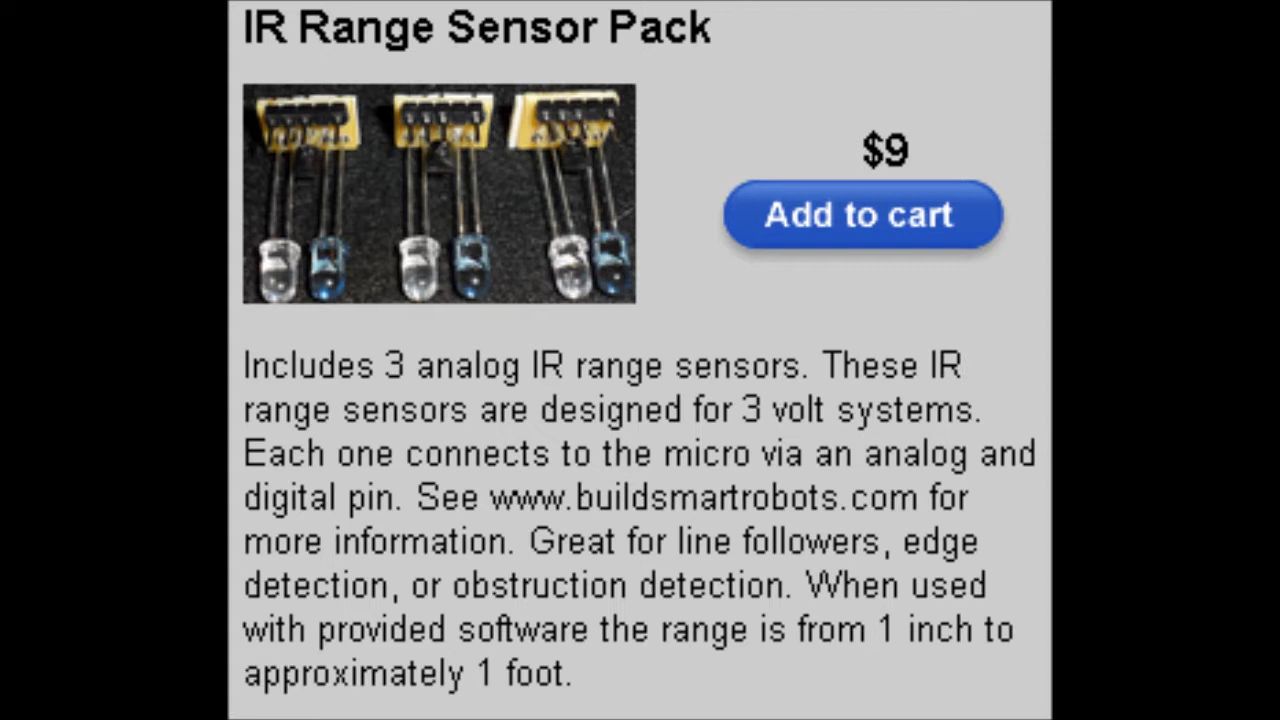 IR Range Sensor Pack
$9
Add to cart
Includes 3 analog IR range sensors. These IR
range sensors are designed for 3 volt systems.
Each one connects to the micro via an analog and
digital pin. See www.buildsmartrobots.com for
more information. Great for line followers, edge
detection, or obstruction detection. When used
with provided software the range is from 1 inch to
approximately 1 foot.